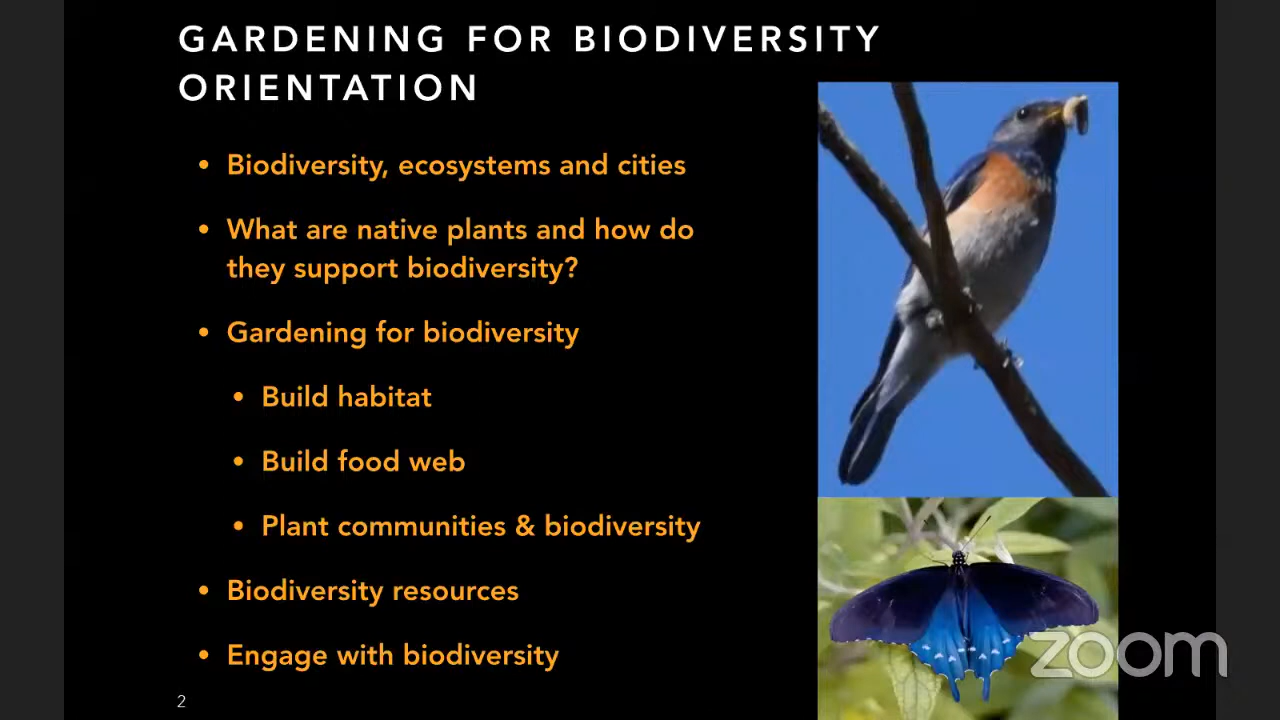 GARDENING FOR BIODIVERSITY
ORIENTATION
• Biodiversity, ecosystems and cities
• What are native plants and how do
they support biodiversity?
• Gardening for biodiversity
• Build habitat
• Build food web
• Plant communities & biodiversity
• Biodiversity resources
• Engage with biodiversity
2
zoom